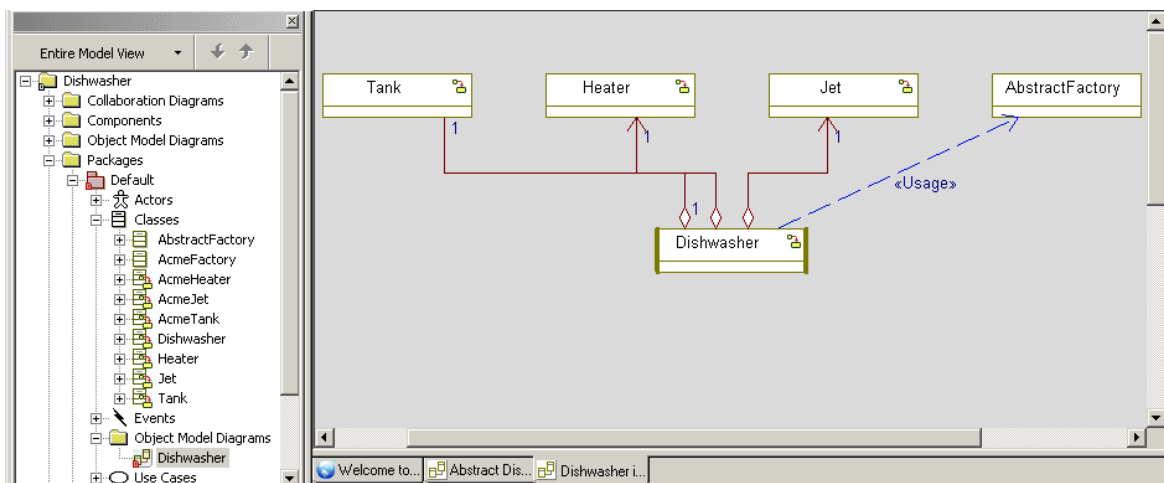 Entire Model View
Dishwasher
Collaboration Diagrams
Components
Object Model Diagrams
Packages
Default
Actors
Classes
AbstractFactory
AcmeFactory
AcmeHeater
AcmeJet
AcmeTank
Dishwasher
Heater
Jet
Tank
Events
Object Model Diagrams
Dishwasher
Use Cases
Tank
Heater
Jet
AbstractFactory
1
1
1
«Usage»
1
Dishwasher
Welcome to...
Abstract Dis...
Dishwasher i...